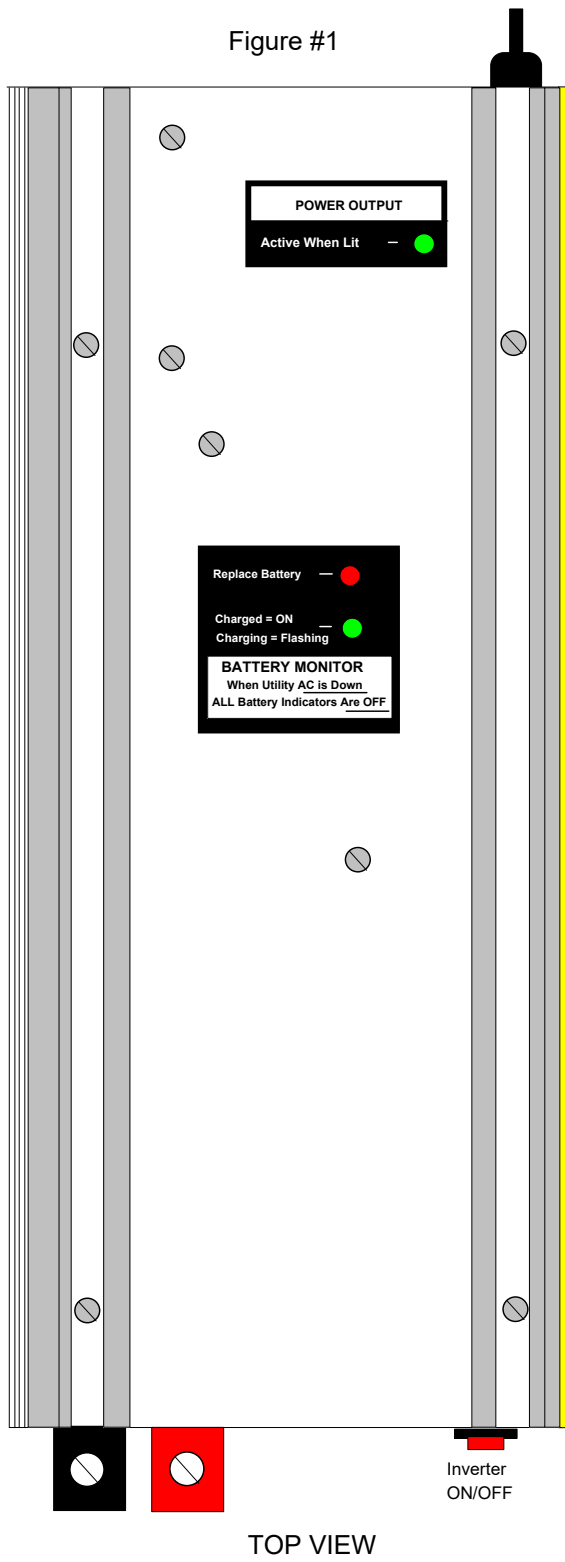 Figure #1
POWER OUTPUT
Active When Lit –
Replace Battery –
Charged = ON –
Charging = Flashing
BATTERY MONITOR
When Utility AC is Down
ALL Battery Indicators Are OFF
Inverter
ON/OFF
TOP VIEW